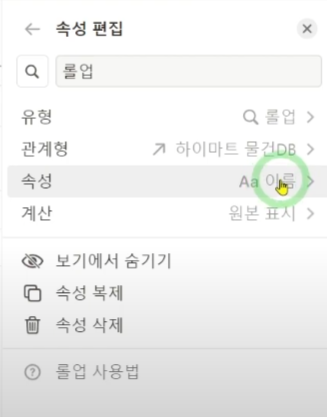 속성 편집
롤업
유형 롤업
관계형 하이마트 물건DB
속성 Aa 이름
계산 원본 표시
보기에서 숨기기
속성 복제
속성 삭제
롤업 사용법